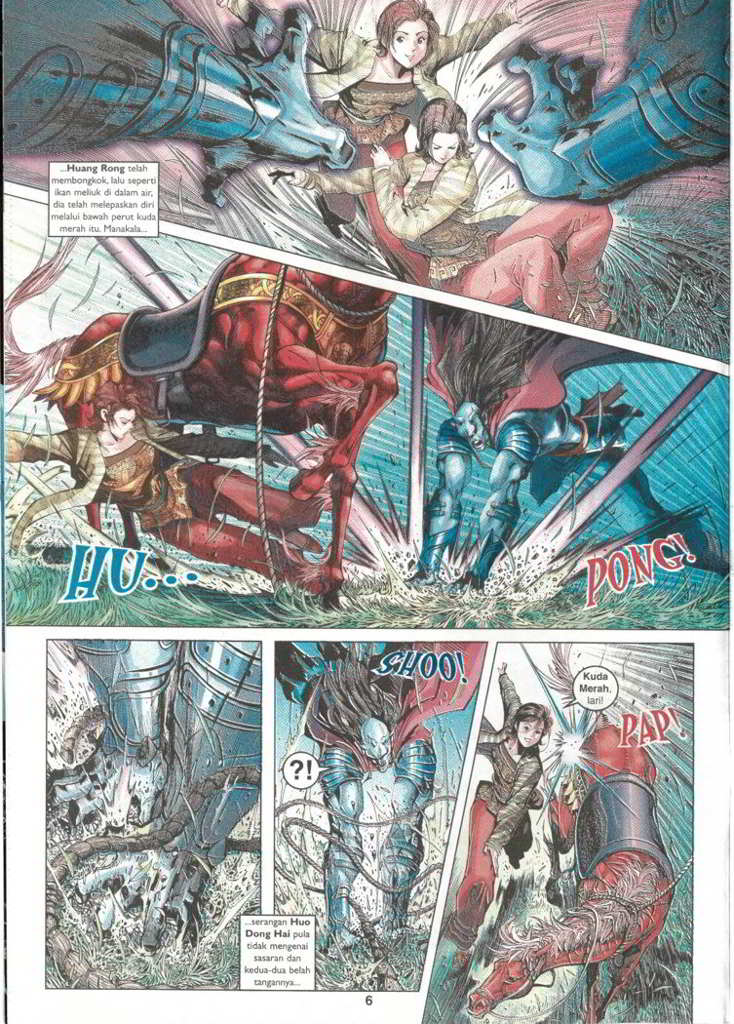 ...Huang Rong telah
membongkok, lalu seperti
ikan meliuk di dalam air,
dia telah melepaskan diri
melalui bawah perut kuda
merah itu. Manakala...
HU...
PONG!
SHOO!
?!
Kuda
Merah,
lari!
PAP!
...serangan Huo
Dong Hai pula
tidak mengenai
sasaran dan
kedua-dua belah
tangannya...
6